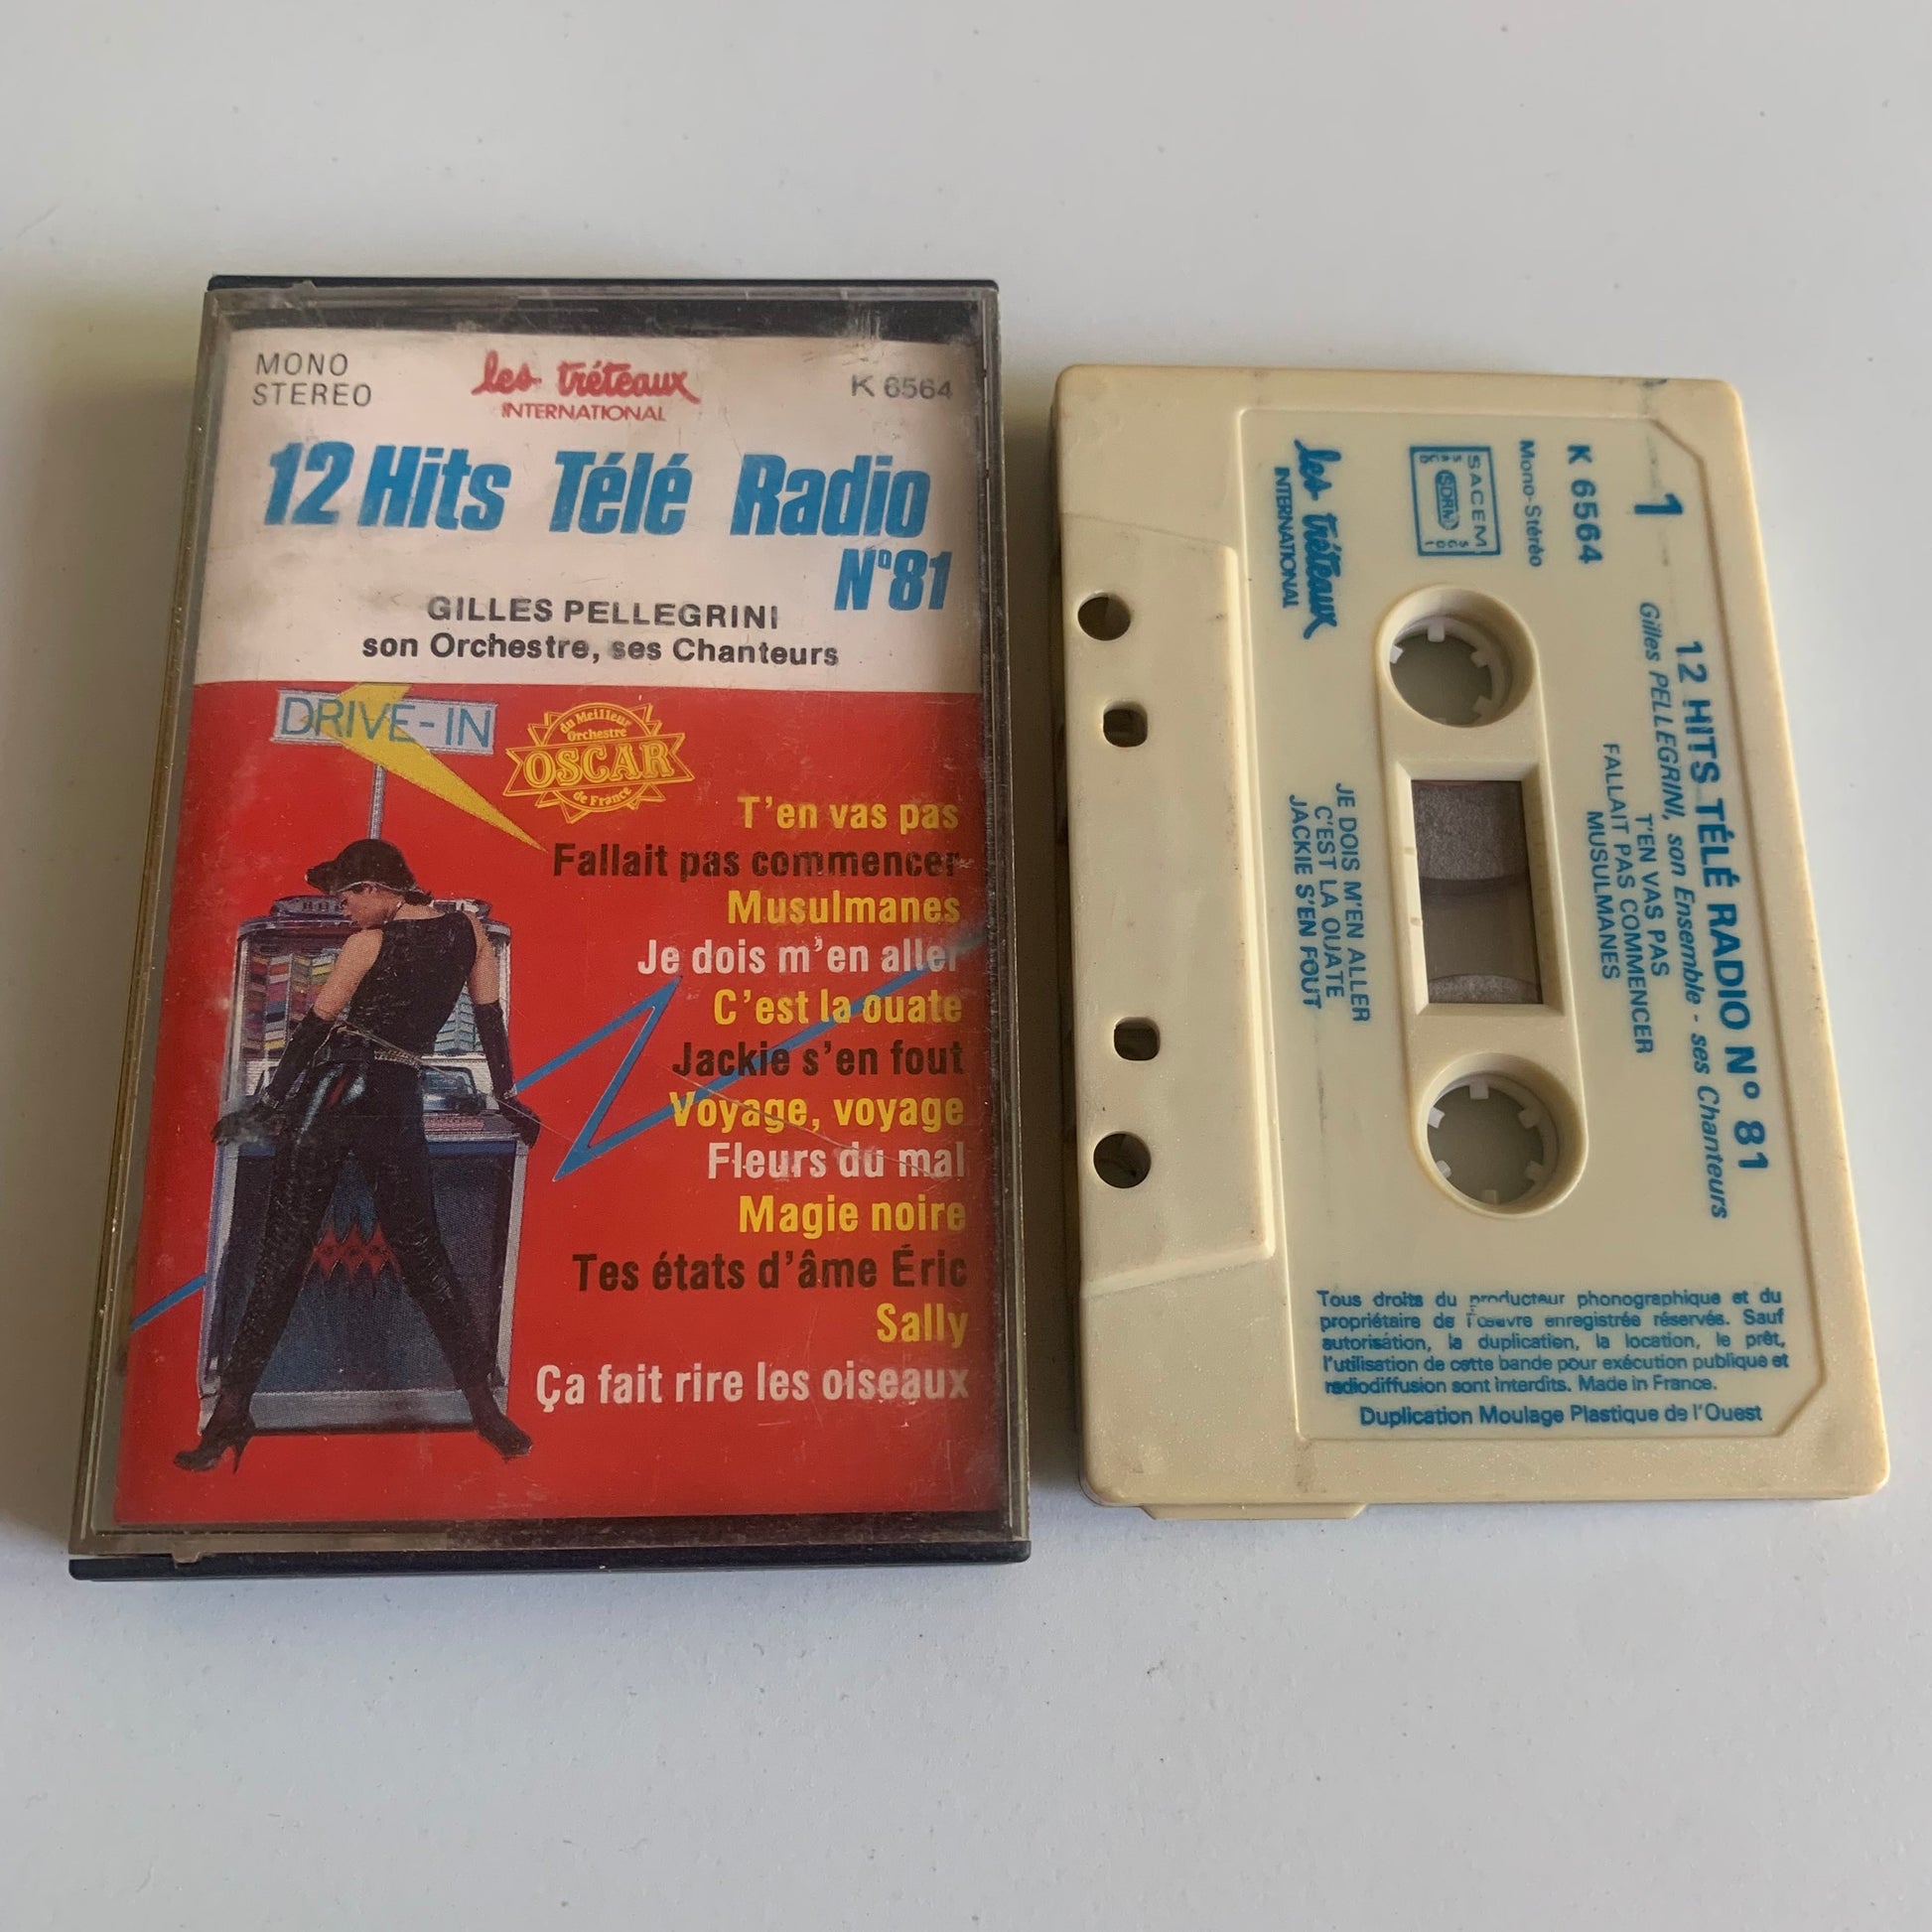 MONO
STEREO
les tréteaux
INTERNATIONAL
K 6564
12 Hits Télé Radio
N°81
GILLES PELLEGRINI
son Orchestre, ses Chanteurs
DRIVE-IN
du Meilleur
Orchestre
OSCAR
de France
T'en vas pas
Fallait pas commencer
Musulmanes
Je dois m'en aller
C'est la ouate
Jackie s'en fout
Voyage, voyage
Fleurs du mal
Magie noire
Tes états d'âme Éric
Sally
Ça fait rire les oiseaux
1
K 6564
Mono-Stéréo
SACEM
SDRM
les tréteaux
INTERNATIONAL
12 HITS TÉLÉ RADIO N° 81
Gilles PELLEGRINI, son Ensemble - ses Chanteurs
T'EN VAS PAS
FALLAIT PAS COMMENCER
MUSULMANES
JE DOIS M'EN ALLER
C'EST LA OUATE
JACKIE S'EN FOUT
Tous droits du producteur phonographique et du
propriétaire de l'œuvre enregistrée réservés. Sauf
autorisation, la duplication, la location, le prêt,
l'utilisation de cette bande pour exécution publique et
radiodiffusion sont interdits. Made in France.
Duplication Moulage Plastique de l'Ouest